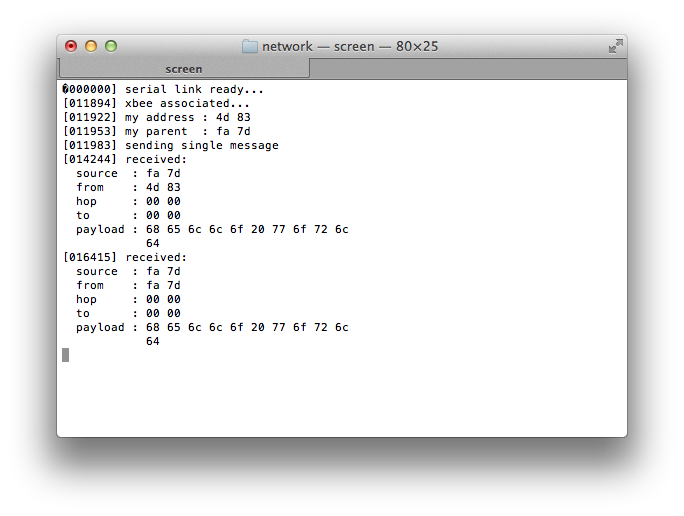 network — screen — 80×25
screen
�000000] serial link ready...
[011894] xbee associated...
[011922] my address : 4d 83
[011953] my parent  : fa 7d
[011983] sending single message
[014244] received:
  source  : fa 7d
  from    : 4d 83
  hop     : 00 00
  to      : 00 00
  payload : 68 65 6c 6c 6f 20 77 6f 72 6c
            64
[016415] received:
  source  : fa 7d
  from    : fa 7d
  hop     : 00 00
  to      : 00 00
  payload : 68 65 6c 6c 6f 20 77 6f 72 6c
            64